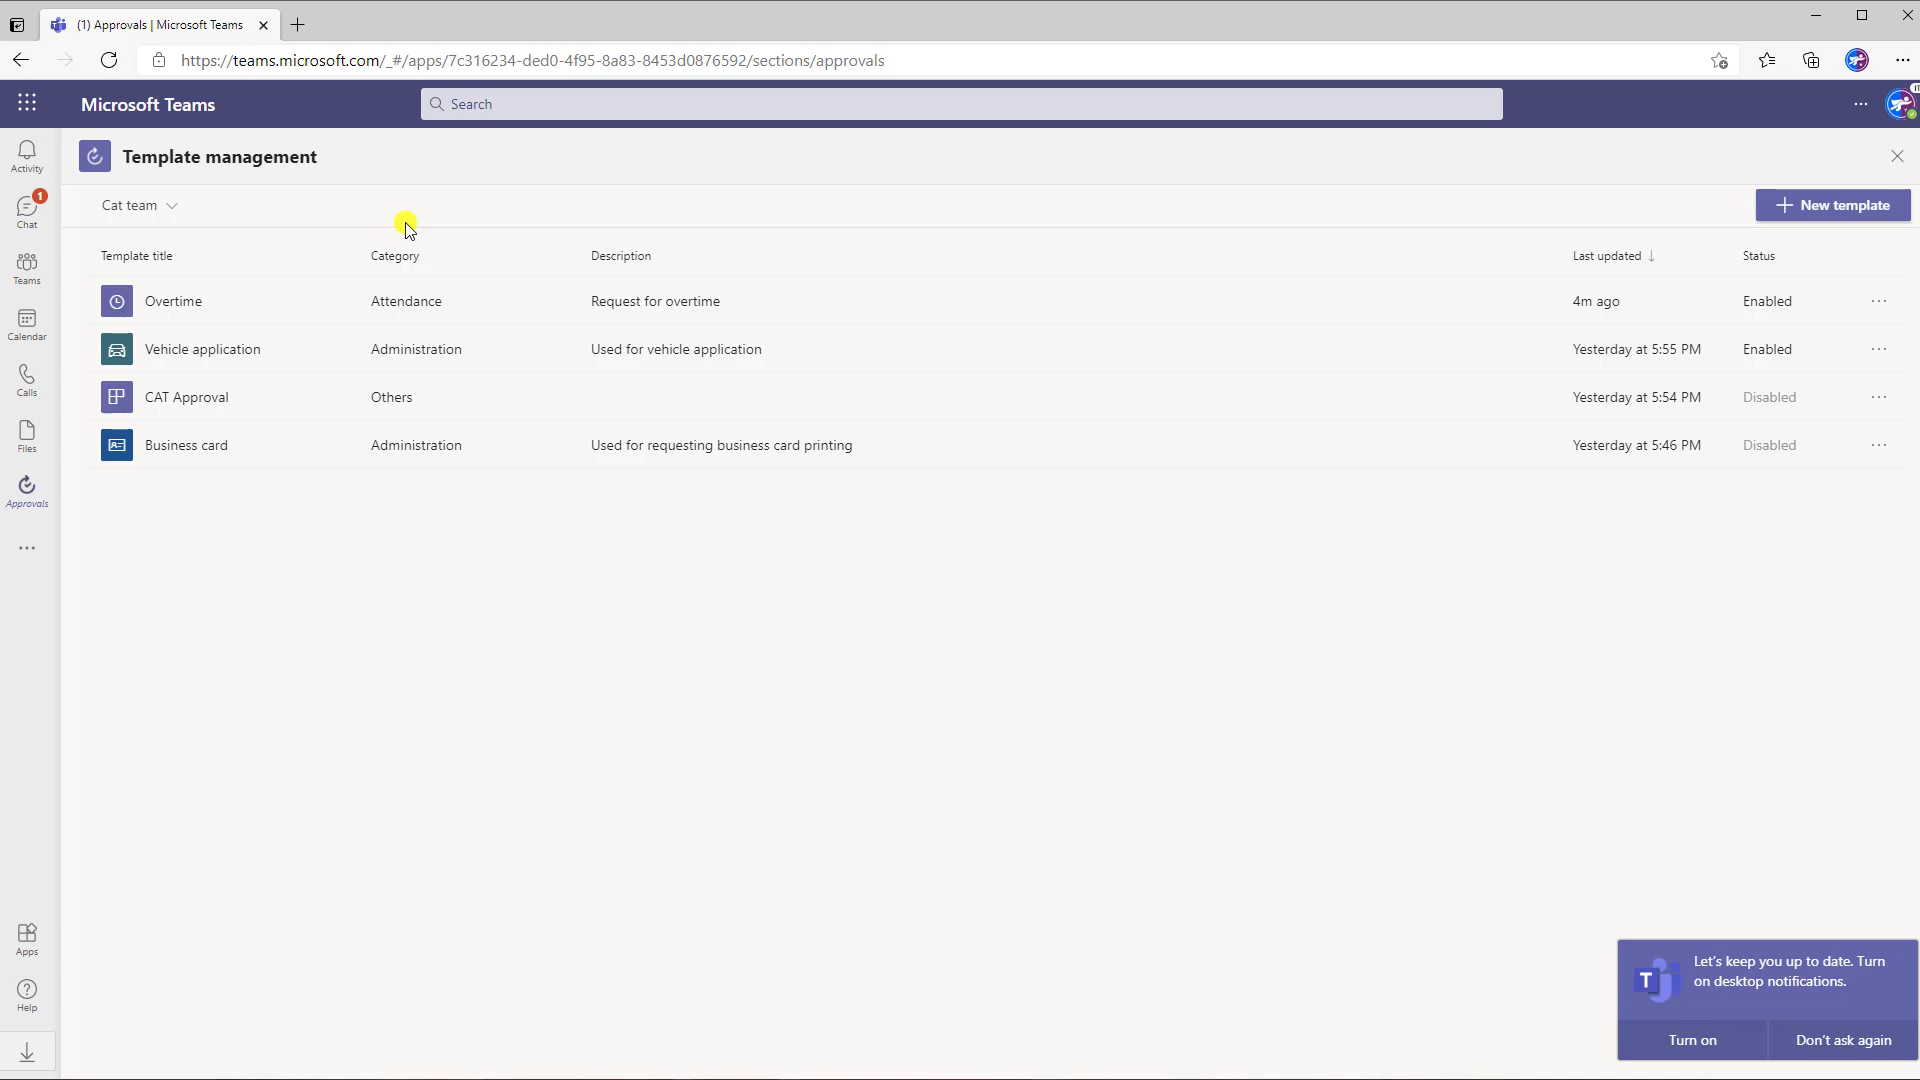 (1) Approvals | Microsoft Teams
https://teams.microsoft.com/_#/apps/7c316234-ded0-4f95-8a83-8453d0876592/sections/approvals
Microsoft Teams
Search
Activity
1
Chat
Teams
Calendar
Calls
Files
Approvals
Apps
Help
Template management
Cat team
New template
Template title Category Description Last updated Status
Overtime Attendance Request for overtime 4m ago Enabled
Vehicle application Administration Used for vehicle application Yesterday at 5:55 PM Enabled
CAT Approval Others Yesterday at 5:54 PM Disabled
Business card Administration Used for requesting business card printing Yesterday at 5:46 PM Disabled
T
Let's keep you up to date. Turn
on desktop notifications.
Turn on Don't ask again